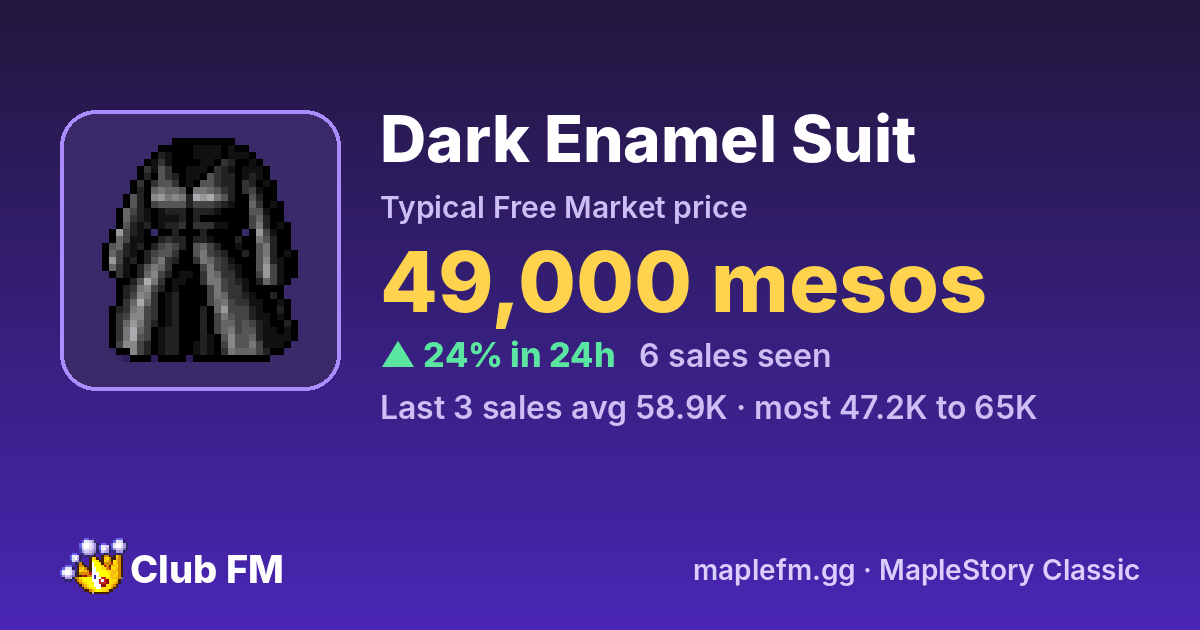 Dark Enamel Suit
Typical Free Market price
49,000 mesos
▲ 24% in 24h 6 sales seen
Last 3 sales avg 58.9K · most 47.2K to 65K
Club FM
maplefm.gg · MapleStory Classic